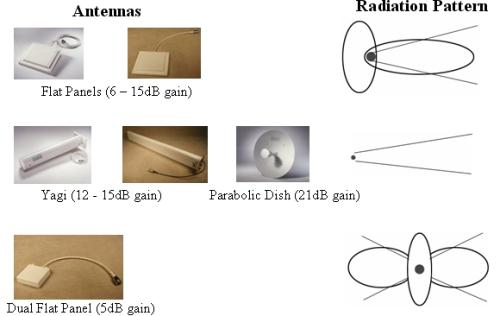 Antennas
Radiation Pattern
Flat Panels (6 – 15dB gain)
Yagi (12 - 15dB gain)
Parabolic Dish (21dB gain)
Dual Flat Panel (5dB gain)